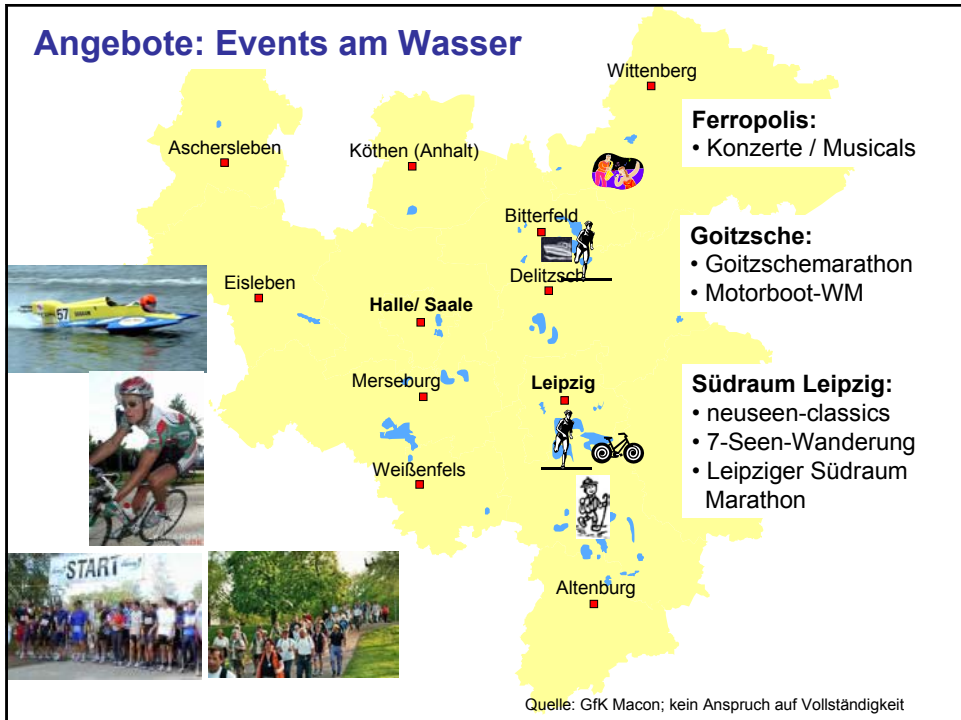 Angebote: Events am Wasser
Wittenberg
Ferropolis:
• Konzerte / Musicals
Aschersleben
Köthen (Anhalt)
Bitterfeld
Goitzsche:
• Goitzschemarathon
• Motorboot-WM
Delitzsch
Eisleben
Halle/ Saale
57
Merseburg
Leipzig
Südraum Leipzig:
• neuseen-classics
• 7-Seen-Wanderung
• Leipziger Südraum
Marathon
Weißenfels
START
Altenburg
Quelle: GfK Macon; kein Anspruch auf Vollständigkeit